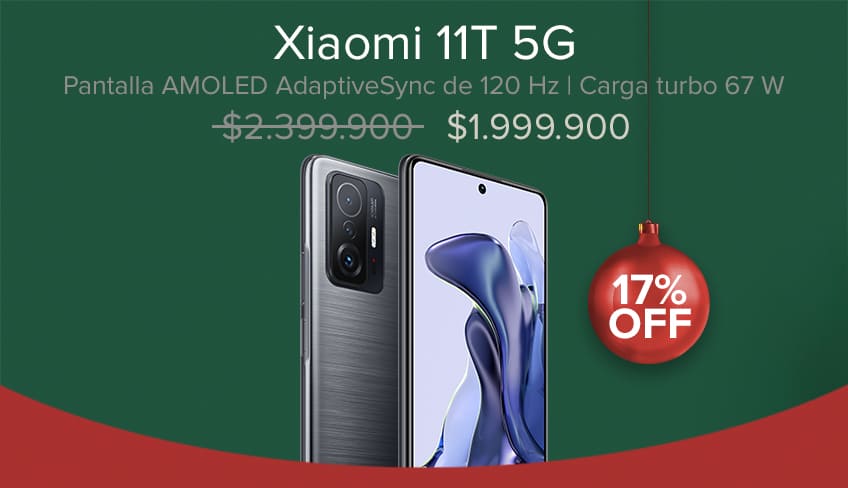 Xiaomi 11T 5G
Pantalla AMOLED AdaptiveSync de 120 Hz | Carga turbo 67 W
$2.399.900 $1.999.900
17%
OFF